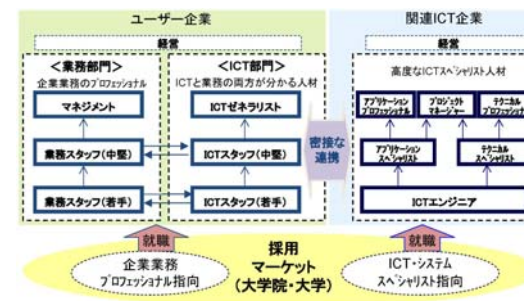 ユーザー企業
関連ICT企業
経営
経営
<業務部門>
企業業務のプロフェッショナル
マネジメント
業務スタッフ(中堅)
業務スタッフ(若手)
<ICT部門>
ICTと業務の両方が分かる人材
ICTゼネラリスト
ICTスタッフ(中堅)
ICTスタッフ(若手)
密接な
連携
高度なICTスペシャリスト人材
アプリケーション
プロフェッショナル
プロジェクト
マネージャー
テクニカル
プロフェッショナル
アプリケーション
スペシャリスト
テクニカル
スペシャリスト
ICTエンジニア
就職
就職
企業業務
プロフェッショナル指向
採用
マーケット
(大学院・大学)
ICT・システム
スペシャリスト指向